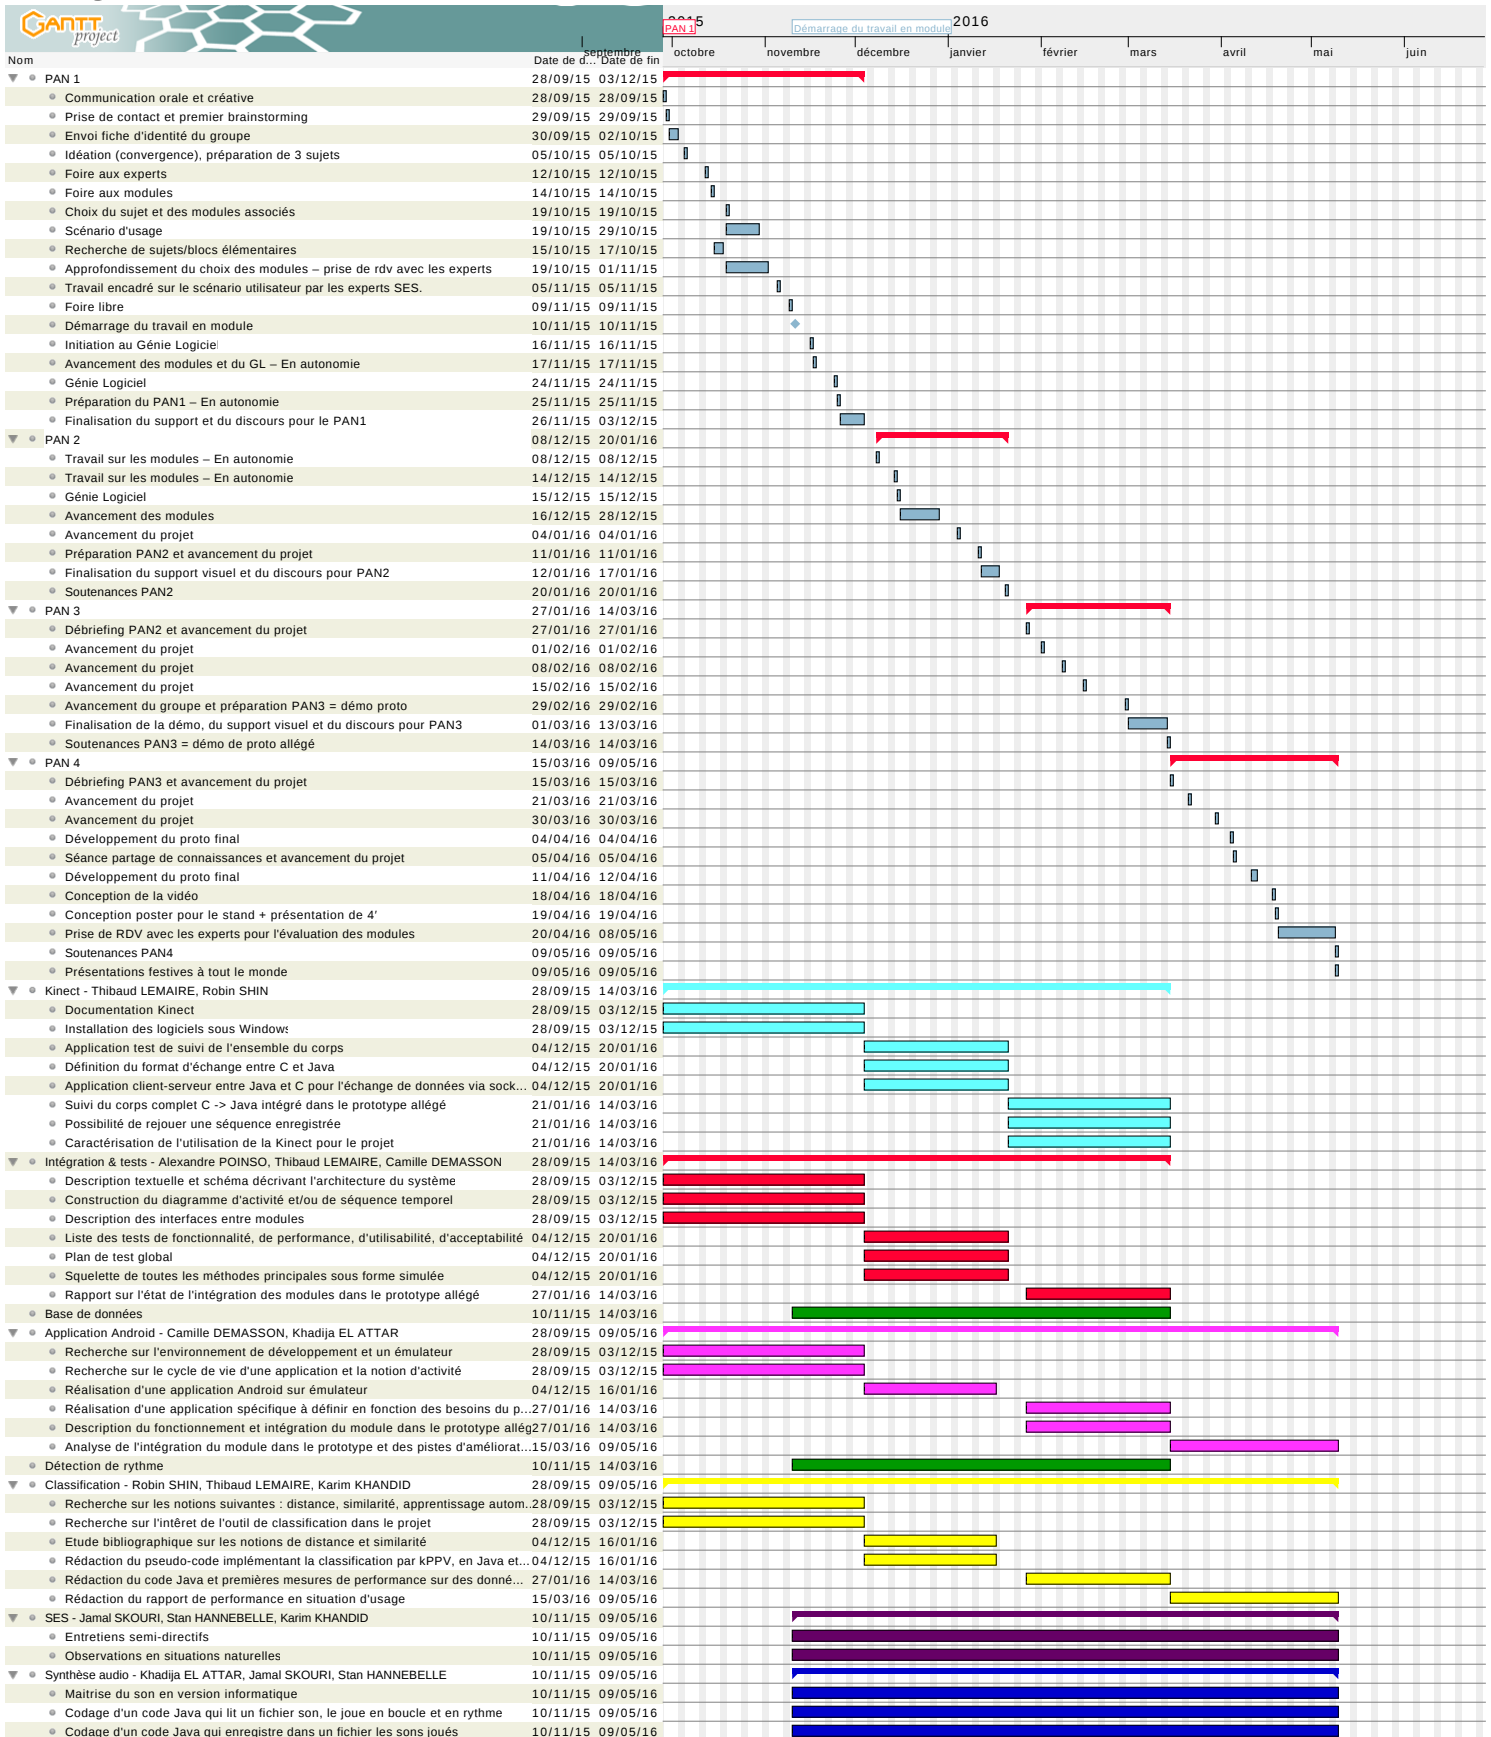 GANTT
project
2015
2016
PAN 1
Démarrage du travail en module
septembre octobre novembre décembre janvier février mars avril mai juin
Nom Date de d... Date de fin
PAN 1 28/09/15 03/12/15
Communication orale et créative 28/09/15 28/09/15
Prise de contact et premier brainstorming 29/09/15 29/09/15
Envoi fiche d'identité du groupe 30/09/15 02/10/15
Idéation (convergence), préparation de 3 sujets 05/10/15 05/10/15
Foire aux experts 12/10/15 12/10/15
Foire aux modules 14/10/15 14/10/15
Choix du sujet et des modules associés 19/10/15 19/10/15
Scénario d'usage 19/10/15 29/10/15
Recherche de sujets/blocs élémentaires 15/10/15 17/10/15
Approfondissement du choix des modules – prise de rdv avec les experts 19/10/15 01/11/15
Travail encadré sur le scénario utilisateur par les experts SES. 05/11/15 05/11/15
Foire libre 09/11/15 09/11/15
Démarrage du travail en module 10/11/15 10/11/15
Initiation au Génie Logiciel 16/11/15 16/11/15
Avancement des modules et du GL – En autonomie 17/11/15 17/11/15
Génie Logiciel 24/11/15 24/11/15
Préparation du PAN1 – En autonomie 25/11/15 25/11/15
Finalisation du support et du discours pour le PAN1 26/11/15 03/12/15
PAN 2 08/12/15 20/01/16
Travail sur les modules – En autonomie 08/12/15 08/12/15
Travail sur les modules – En autonomie 14/12/15 14/12/15
Génie Logiciel 15/12/15 15/12/15
Avancement des modules 16/12/15 28/12/15
Avancement du projet 04/01/16 04/01/16
Préparation PAN2 et avancement du projet 11/01/16 11/01/16
Finalisation du support visuel et du discours pour PAN2 12/01/16 17/01/16
Soutenances PAN2 20/01/16 20/01/16
PAN 3 27/01/16 14/03/16
Débriefing PAN2 et avancement du projet 27/01/16 27/01/16
Avancement du projet 01/02/16 01/02/16
Avancement du projet 08/02/16 08/02/16
Avancement du projet 15/02/16 15/02/16
Avancement du groupe et préparation PAN3 = démo proto 29/02/16 29/02/16
Finalisation de la démo, du support visuel et du discours pour PAN3 01/03/16 13/03/16
Soutenances PAN3 = démo de proto allégé 14/03/16 14/03/16
PAN 4 15/03/16 09/05/16
Débriefing PAN3 et avancement du projet 15/03/16 15/03/16
Avancement du projet 21/03/16 21/03/16
Avancement du projet 30/03/16 30/03/16
Développement du proto final 04/04/16 04/04/16
Séance partage de connaissances et avancement du projet 05/04/16 05/04/16
Développement du proto final 11/04/16 12/04/16
Conception de la vidéo 18/04/16 18/04/16
Conception poster pour le stand + présentation de 4′ 19/04/16 19/04/16
Prise de RDV avec les experts pour l'évaluation des modules 20/04/16 08/05/16
Soutenances PAN4 09/05/16 09/05/16
Présentations festives à tout le monde 09/05/16 09/05/16
Kinect - Thibaud LEMAIRE, Robin SHIN 28/09/15 14/03/16
Documentation Kinect 28/09/15 03/12/15
Installation des logiciels sous Windows 28/09/15 03/12/15
Application test de suivi de l'ensemble du corps 04/12/15 20/01/16
Définition du format d'échange entre C et Java 04/12/15 20/01/16
Application client-serveur entre Java et C pour l'échange de données via sock... 04/12/15 20/01/16
Suivi du corps complet C -> Java intégré dans le prototype allégé 21/01/16 14/03/16
Possibilité de rejouer une séquence enregistrée 21/01/16 14/03/16
Caractérisation de l'utilisation de la Kinect pour le projet 21/01/16 14/03/16
Intégration & tests - Alexandre POINSO, Thibaud LEMAIRE, Camille DEMASSON 28/09/15 14/03/16
Description textuelle et schéma décrivant l'architecture du système 28/09/15 03/12/15
Construction du diagramme d'activité et/ou de séquence temporel 28/09/15 03/12/15
Description des interfaces entre modules 28/09/15 03/12/15
Liste des tests de fonctionnalité, de performance, d'utilisabilité, d'acceptabilité 04/12/15 20/01/16
Plan de test global 04/12/15 20/01/16
Squelette de toutes les méthodes principales sous forme simulée 04/12/15 20/01/16
Rapport sur l'état de l'intégration des modules dans le prototype allégé 27/01/16 14/03/16
Base de données 10/11/15 14/03/16
Application Android - Camille DEMASSON, Khadija EL ATTAR 28/09/15 09/05/16
Recherche sur l'environnement de développement et un émulateur 28/09/15 03/12/15
Recherche sur le cycle de vie d'une application et la notion d'activité 28/09/15 03/12/15
Réalisation d'une application Android sur émulateur 04/12/15 16/01/16
Réalisation d'une application spécifique à définir en fonction des besoins du p... 27/01/16 14/03/16
Description du fonctionnement et intégration du module dans le prototype allég 27/01/16 14/03/16
Analyse de l'intégration du module dans le prototype et des pistes d'améliorat... 15/03/16 09/05/16
Détection de rythme 10/11/15 14/03/16
Classification - Robin SHIN, Thibaud LEMAIRE, Karim KHANDID 28/09/15 09/05/16
Recherche sur les notions suivantes : distance, similarité, apprentissage autom... 28/09/15 03/12/15
Recherche sur l'intêret de l'outil de classification dans le projet 28/09/15 03/12/15
Etude bibliographique sur les notions de distance et similarité 04/12/15 16/01/16
Rédaction du pseudo-code implémentant la classification par kPPV, en Java et... 04/12/15 16/01/16
Rédaction du code Java et premières mesures de performance sur des donné... 27/01/16 14/03/16
Rédaction du rapport de performance en situation d'usage 15/03/16 09/05/16
SES - Jamal SKOURI, Stan HANNEBELLE, Karim KHANDID 10/11/15 09/05/16
Entretiens semi-directifs 10/11/15 09/05/16
Observations en situations naturelles 10/11/15 09/05/16
Synthèse audio - Khadija EL ATTAR, Jamal SKOURI, Stan HANNEBELLE 10/11/15 09/05/16
Maitrise du son en version informatique 10/11/15 09/05/16
Codage d'un code Java qui lit un fichier son, le joue en boucle et en rythme 10/11/15 09/05/16
Codage d'un code Java qui enregistre dans un fichier les sons joués 10/11/15 09/05/16